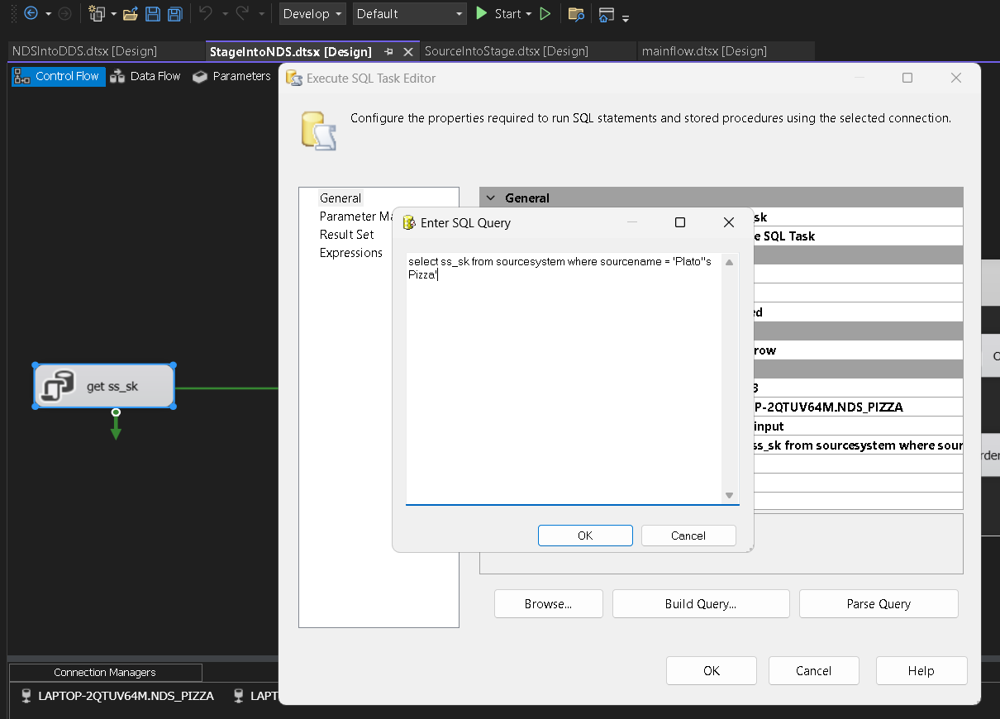 Develop
Default
Start
NDSIntoDDS.dtsx [Design]
StageIntoNDS.dtsx [Design]
SourceIntoStage.dtsx [Design]
mainflow.dtsx [Design]
Control Flow
Data Flow
Parameters
Execute SQL Task Editor
Configure the properties required to run SQL statements and stored procedures using the selected connection.
General
Parameter Ma
Result Set
Expressions
General
sk
e SQL Task
ed
row
3
P-2QTUV64M.NDS_PIZZA
input
ss_sk from sourcesystem where sour
Enter SQL Query
select ss_sk from sourcesystem where sourcename = 'Plato''s
Pizza'
OK
Cancel
get ss_sk
C
rder
Browse...
Build Query...
Parse Query
OK
Cancel
Help
Connection Managers
LAPTOP-2QTUV64M.NDS_PIZZA
LAPT